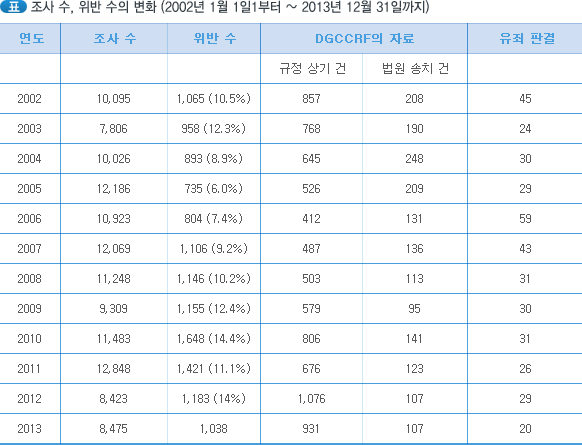 표 조사 수, 위반 수의 변화 (2002년 1월 1일1부터 ~ 2013년 12월 31일까지)
연도 조사 수 위반 수 DGCCRF의 자료 유죄 판결
규정 상기 건 법원 송치 건
2002 10,095 1,065 (10.5%) 857 208 45
2003 7,806 958 (12.3%) 768 190 24
2004 10,026 893 (8.9%) 645 248 30
2005 12,186 735 (6.0%) 526 209 29
2006 10,923 804 (7.4%) 412 131 59
2007 12,069 1,106 (9.2%) 487 136 43
2008 11,248 1,146 (10.2%) 503 113 31
2009 9,309 1,155 (12.4%) 579 95 30
2010 11,483 1,648 (14.4%) 806 141 31
2011 12,848 1,421 (11.1%) 676 123 26
2012 8,423 1,183 (14%) 1,076 107 29
2013 8,475 1,038 931 107 20